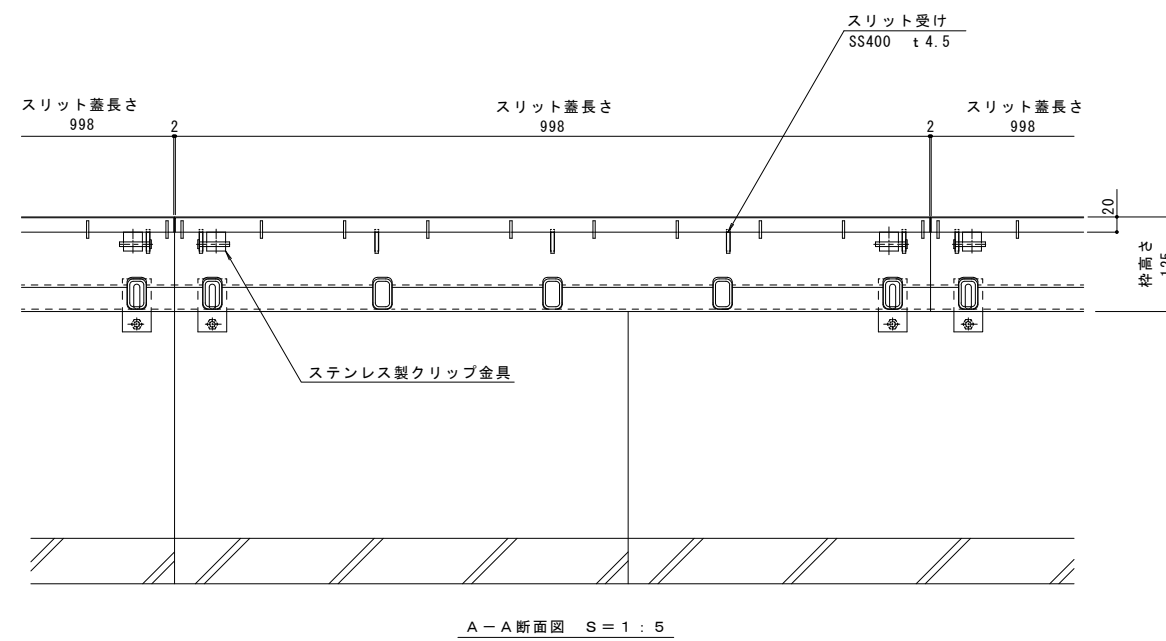 スリット受け
SS400 t4.5
スリット蓋長さ
998
2
スリット蓋長さ
998
2
スリット蓋長さ
998
20
枠高さ
125
ステンレス製クリップ金具
A-A断面図 S=1:5